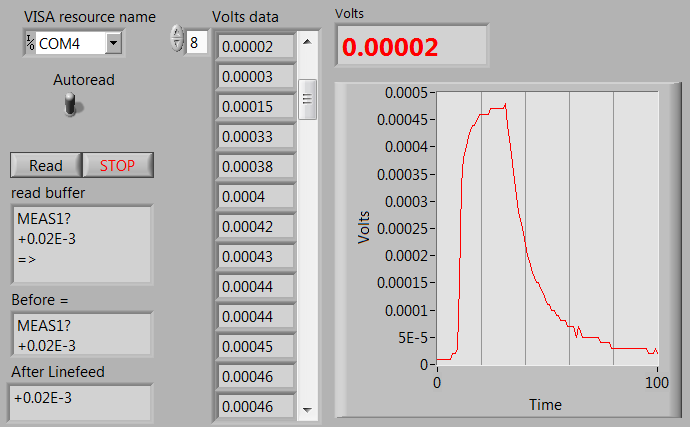 VISA resource name
I/O COM4
Autoread
Read STOP
read buffer
MEAS1?
+0.02E-3
=>
Before =
MEAS1?
+0.02E-3
After Linefeed
+0.02E-3
Volts data
8
0.00002
0.00003
0.00015
0.00033
0.00038
0.0004
0.00042
0.00043
0.00044
0.00044
0.00045
0.00046
0.00046
Volts
0.00002
0.0005
0.00045
0.0004
0.00035
0.0003
0.00025
0.0002
0.00015
0.0001
5E-5
0
Volts
0 100
Time